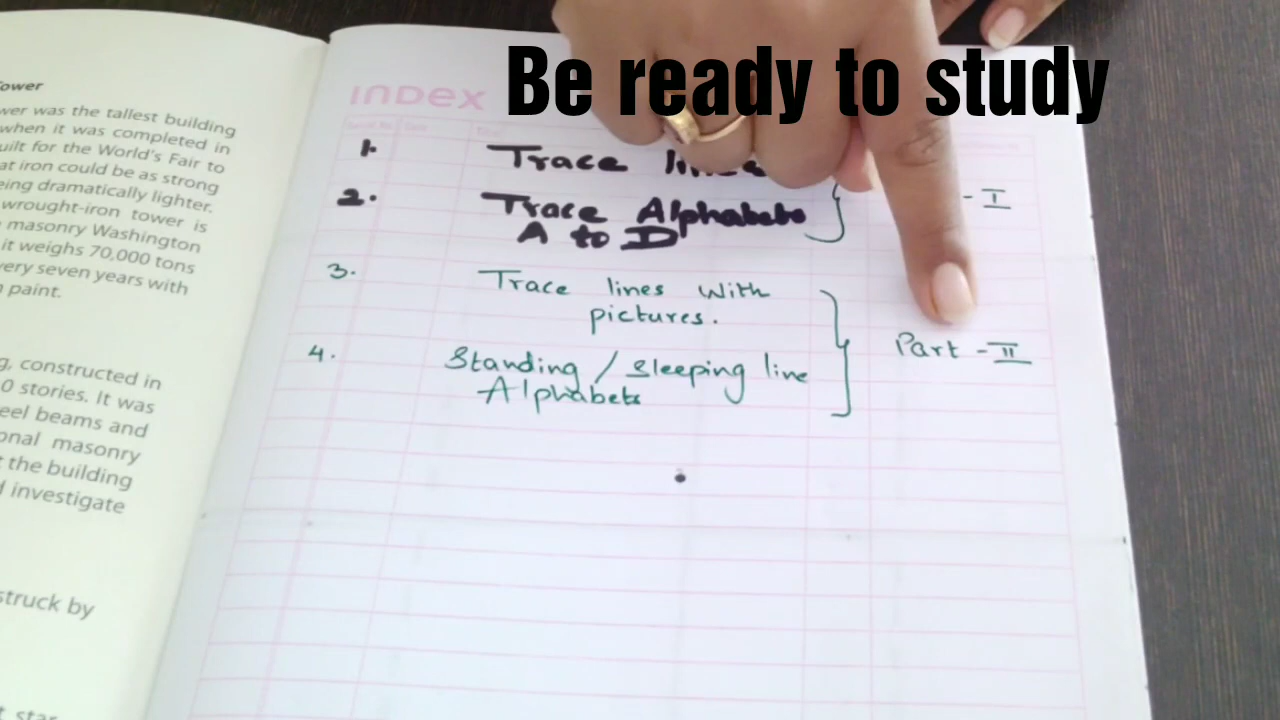 Be ready to study
Tower
wer was the tallest building
when it was completed in
uilt for the World's Fair to
at iron could be as strong
eing dramatically lighter.
wrought-iron tower is
masonry Washington
it weighs 70,000 tons
very seven years with
paint.
g, constructed in
0 stories. It was
eel beams and
onal masonry
t the building
d investigate
struck by
t star
INDEX
1. Trace lines
2. Trace Alphabets
A to D
- I
3. Trace lines With
pictures.
4. Standing / Sleeping line
Alphabets
Part - II